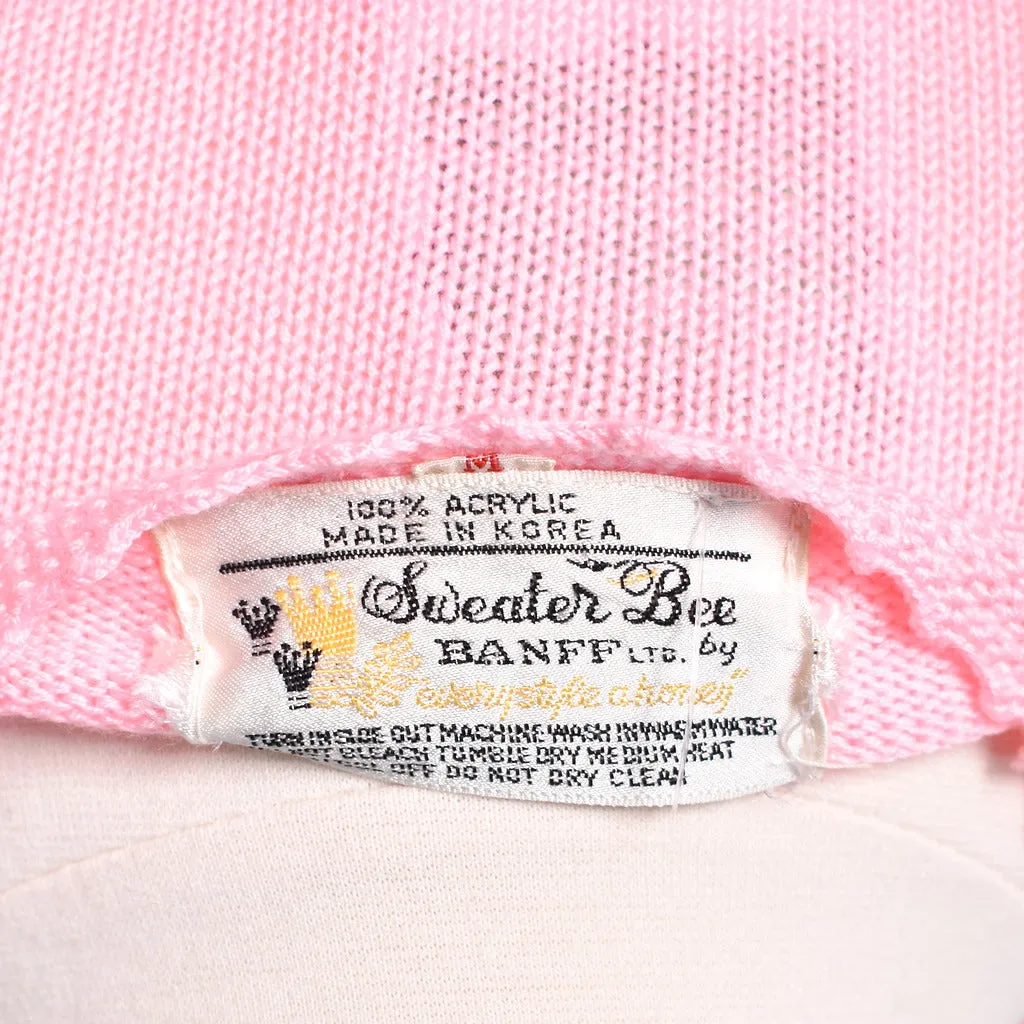 M
100% ACRYLIC
MADE IN KOREA
Sweater Bee
BANFF LTD. by
"every style a honey"
TURN INSIDE OUT MACHINE WASH IN WARM WATER
NOT BLEACH TUMBLE DRY MEDIUM HEAT
OFF DO NOT DRY CLEAN